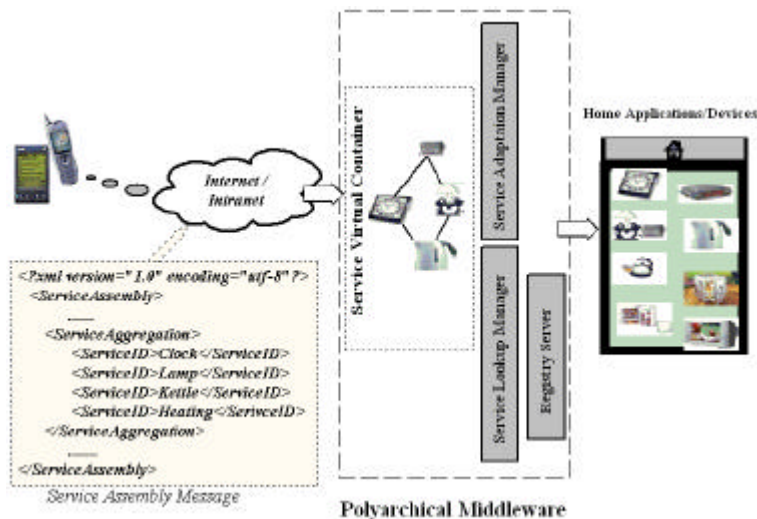 Internet /
Intranet
<?xml version="1.0" encoding="utf-8"?>
<ServiceAssembly>
.......
<ServiceAggregation>
<ServiceID>Clock</ServiceID>
<ServiceID>Lamp</ServiceID>
<ServiceID>Kettle</ServiceID>
<ServiceID>Heating</SerivceID>
</ServiceAggregation>
.......
</ServiceAssembly>
Service Assembly Message
Service Virtual Container
Service Adaptaion Manager
Service Lookup Manager
Registry Server
Polyarchical Middleware
Home Applications/Devices